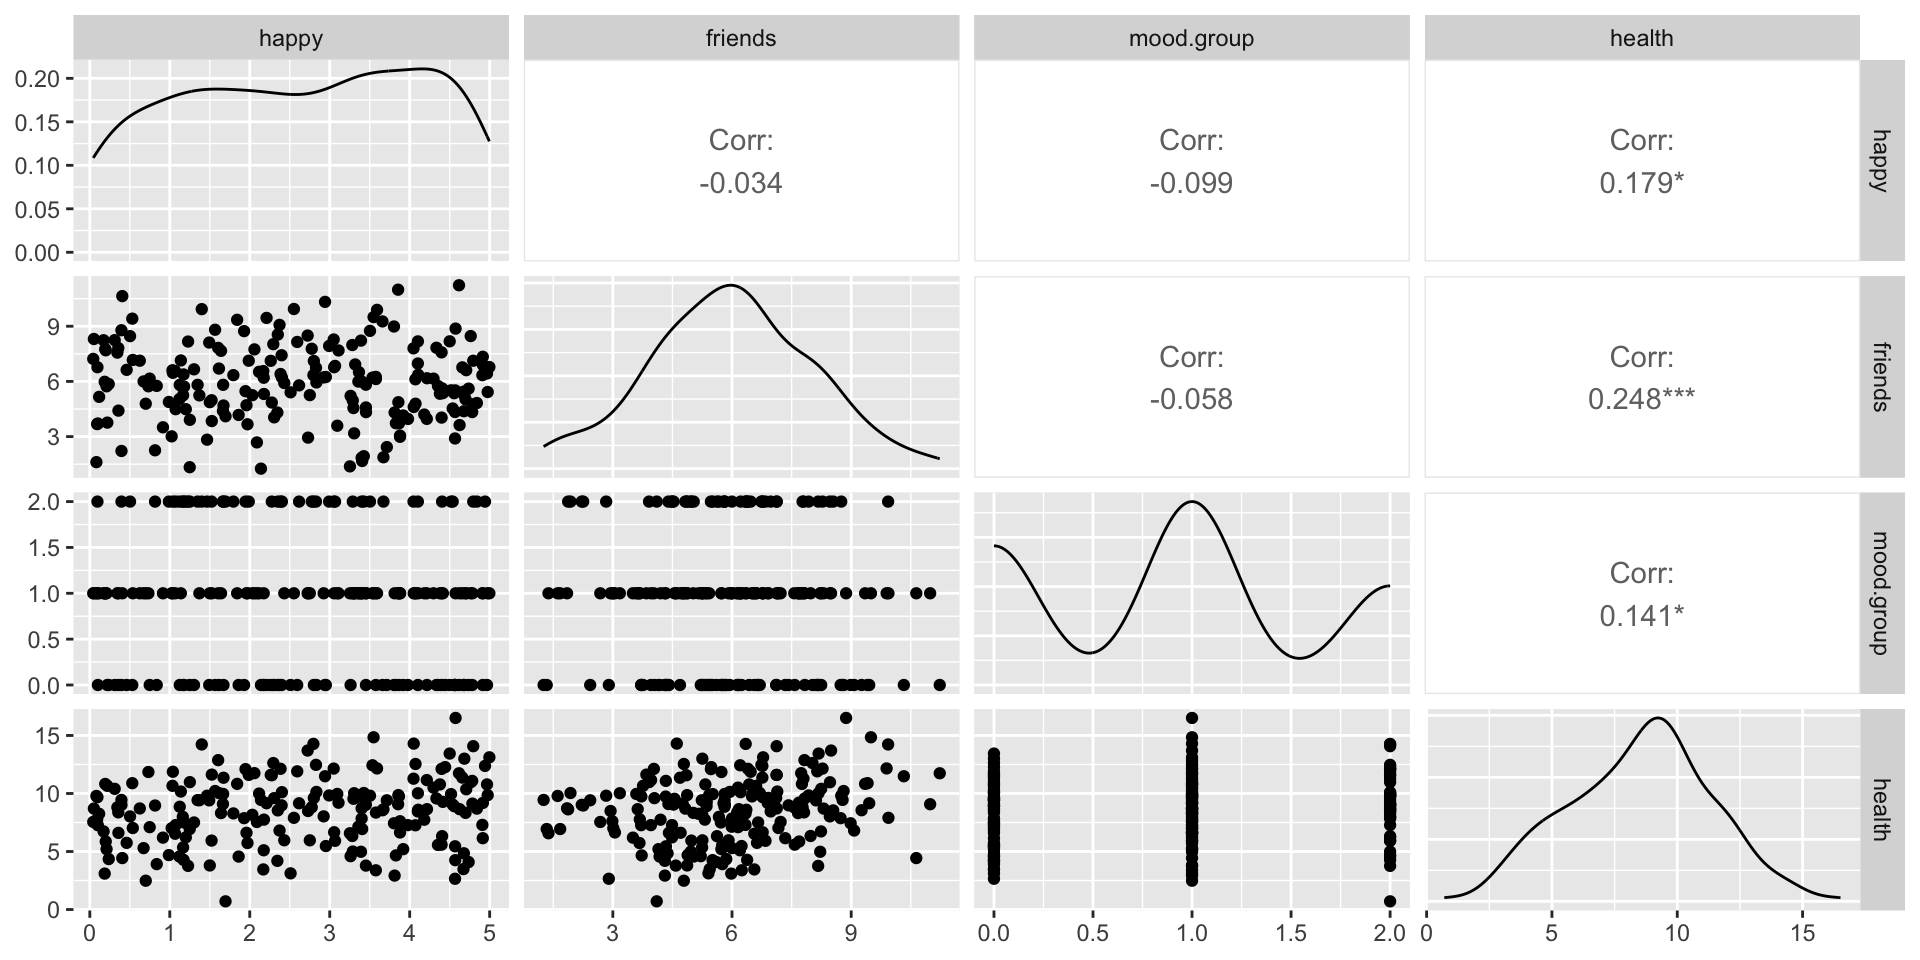 happy friends mood.group health
0.20
0.15
0.10
0.05
0.00
Corr:
-0.034
Corr:
-0.099
Corr:
0.179*
happy
9
6
3
Corr:
-0.058
Corr:
0.248***
friends
2.0
1.5
1.0
0.5
0.0
Corr:
0.141*
mood.group
15
10
5
0
health
0 1 2 3 4 5 3 6 9 0.0 0.5 1.0 1.5 2.0 0 5 10 15